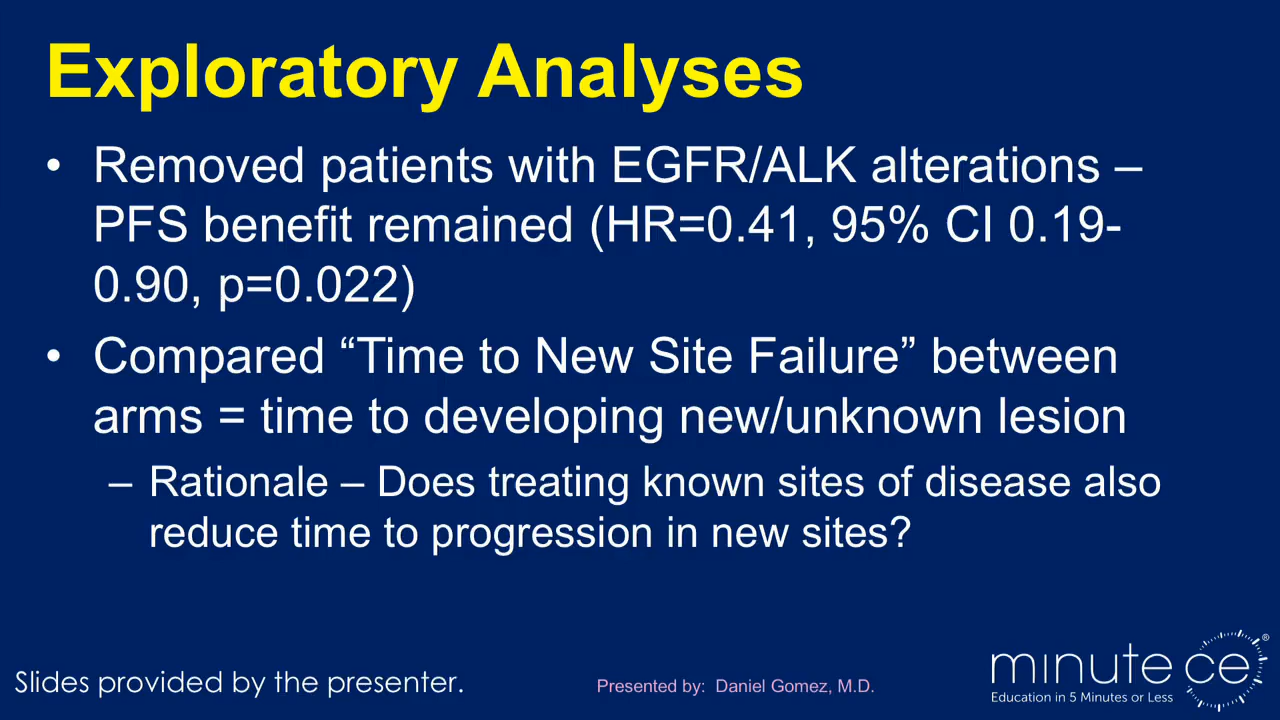 Exploratory Analyses
• Removed patients with EGFR/ALK alterations –
PFS benefit remained (HR=0.41, 95% CI 0.19-
0.90, p=0.022)
• Compared “Time to New Site Failure” between
arms = time to developing new/unknown lesion
– Rationale – Does treating known sites of disease also
reduce time to progression in new sites?
Slides provided by the presenter.
Presented by: Daniel Gomez, M.D.
minute ce®
Education in 5 Minutes or Less